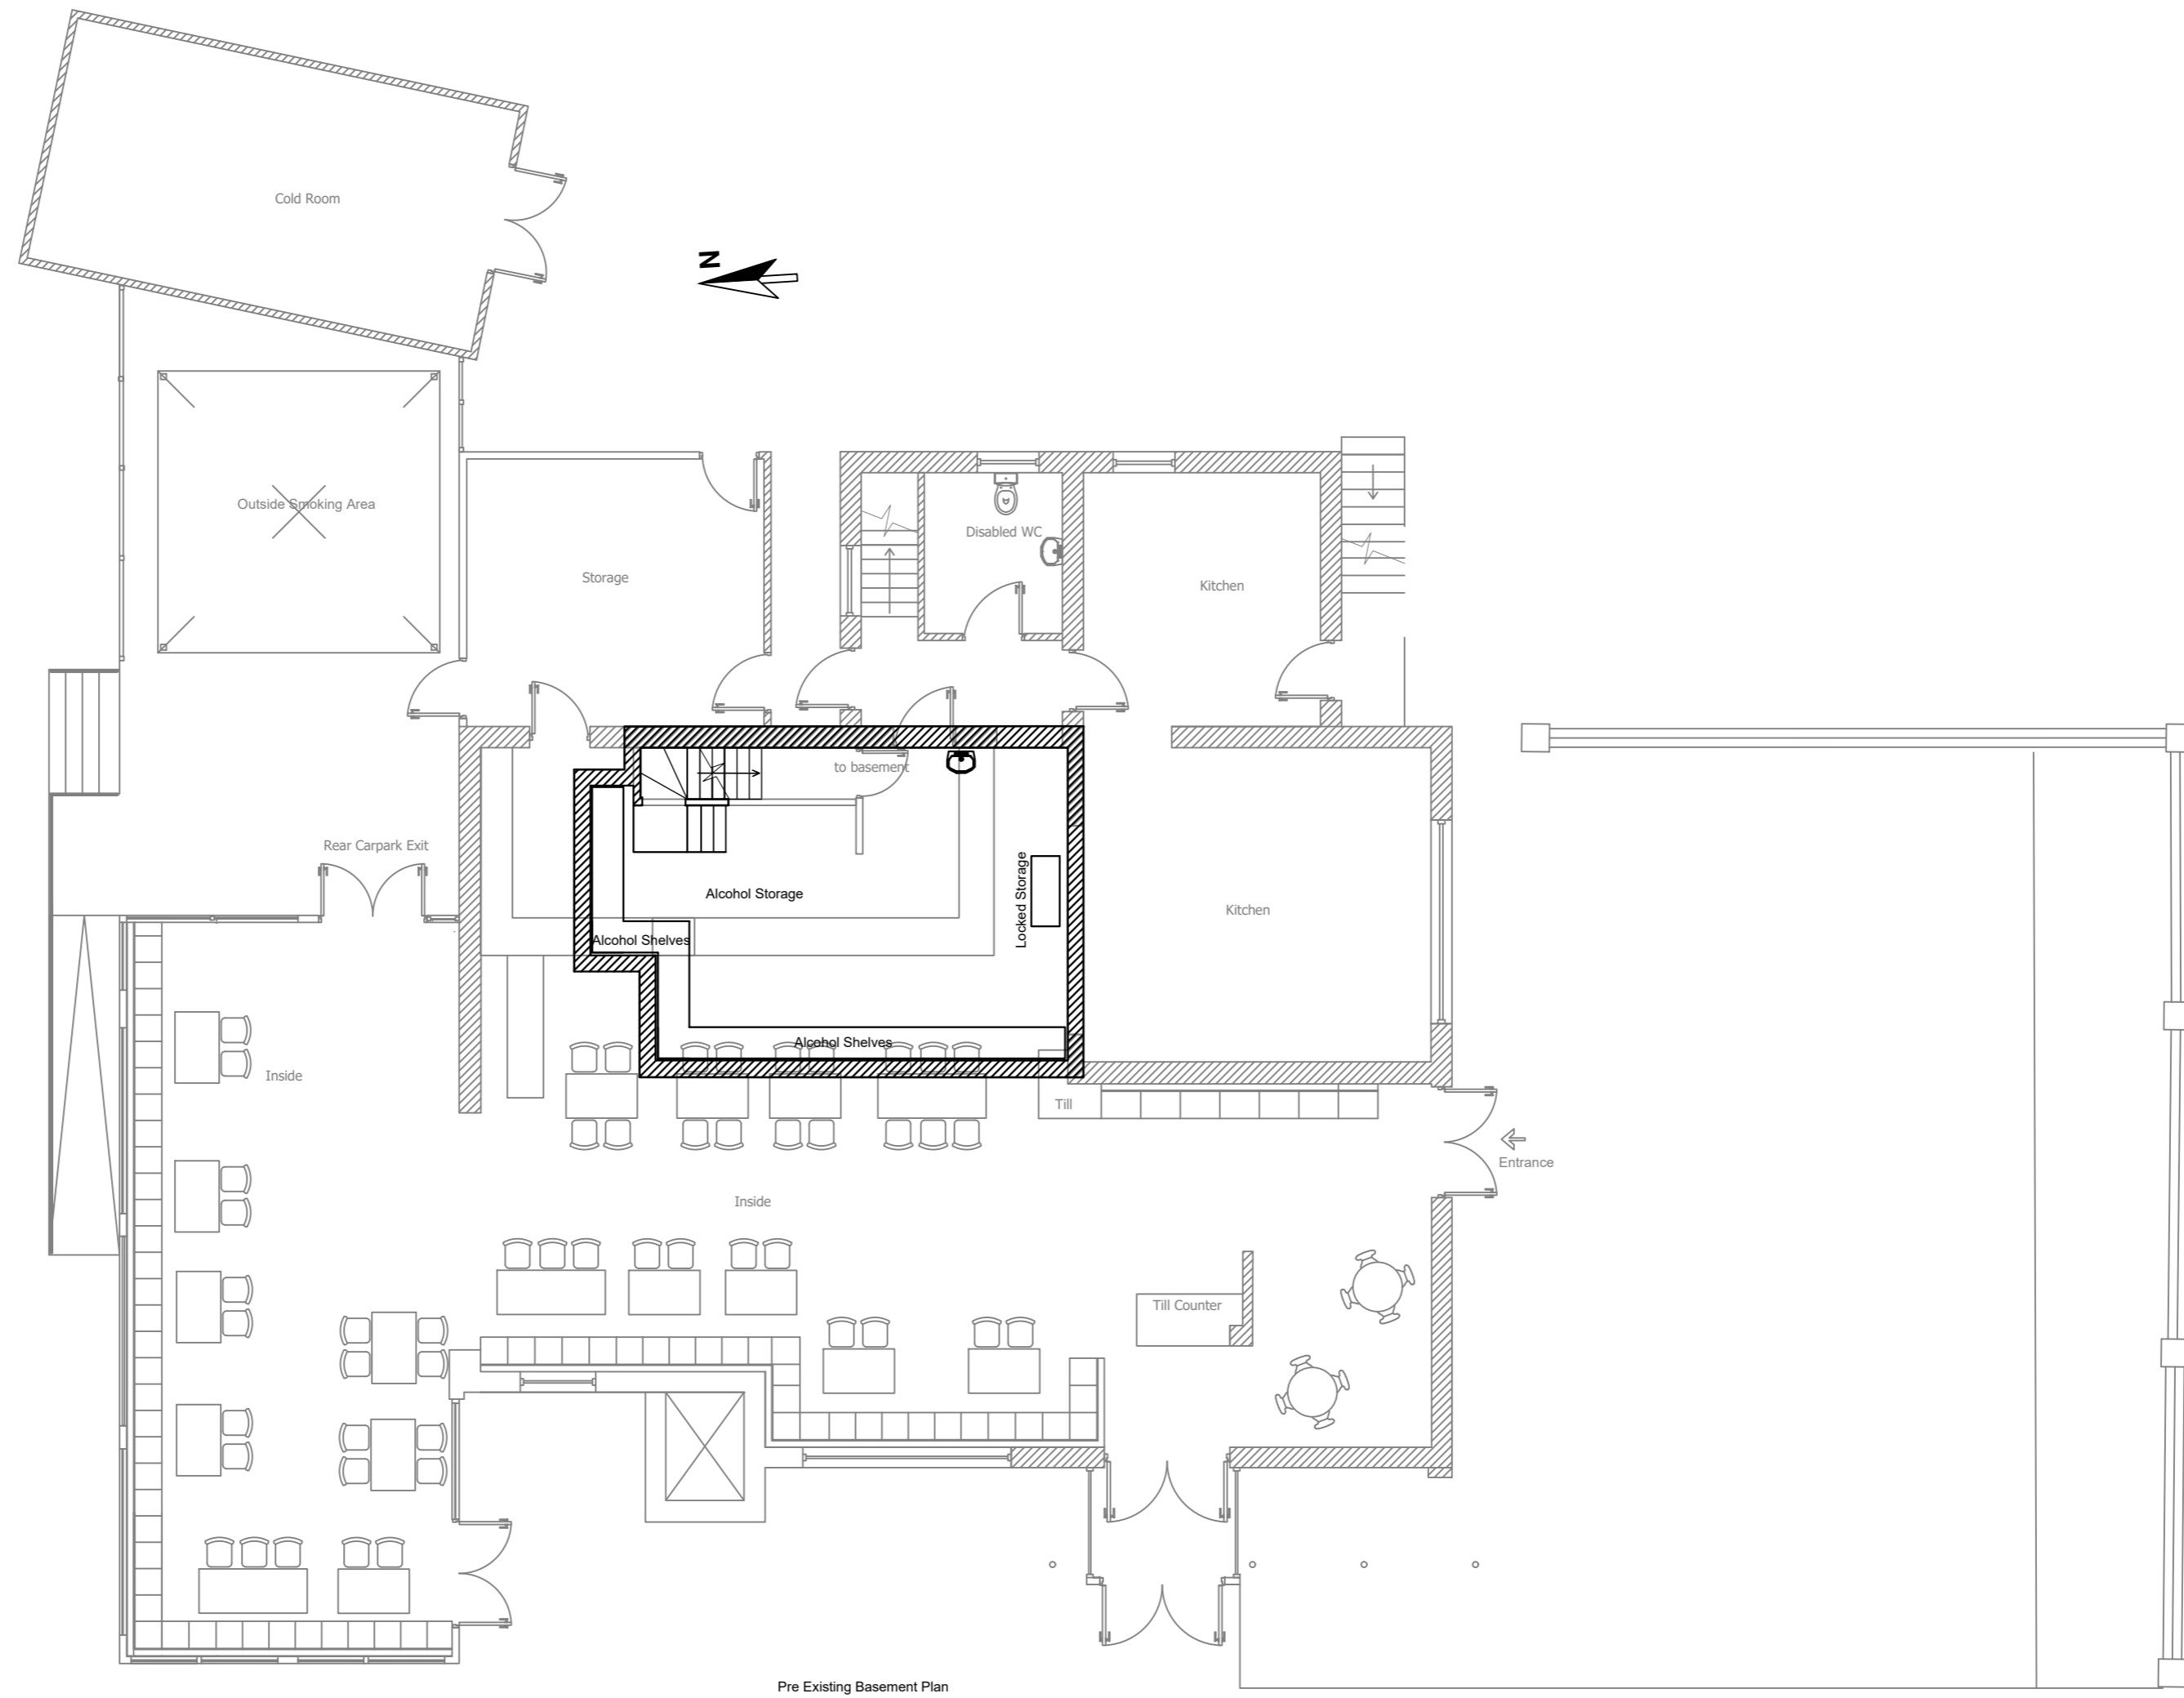 Cold Room
N
Outside Smoking Area
Disabled WC
Storage
Kitchen
to basement
Rear Carpark Exit
Alcohol Storage
Locked Storage
Kitchen
Alcohol Shelves
Alcohol Shelves
Inside
Till
Entrance
Inside
Till Counter
Pre Existing Basement Plan